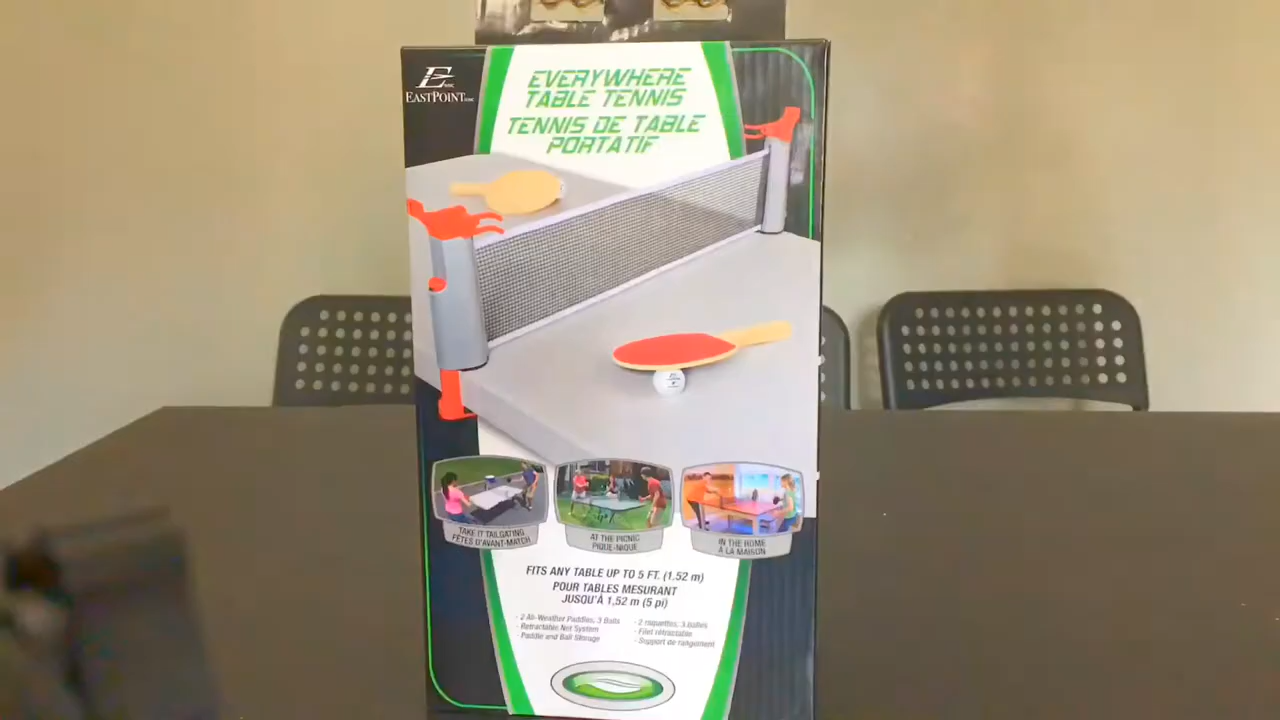 EASTPOINT
EVERYWHERE
TABLE TENNIS
TENNIS DE TABLE
PORTATIF
TAKE IT TAILGATING
FÊTES D'AVANT-MATCH
AT THE PICNIC
PIQUE-NIQUE
IN THE HOME
À LA MAISON
FITS ANY TABLE UP TO 5 FT. (1.52 m)
POUR TABLES MESURANT
JUSQU'À 1,52 m (5 pi)
- 2 All-Weather Paddles, 3 Balls
- Retractable Net System
- Paddle and Ball Storage
- 2 raquettes, 3 balles
- Filet rétractable
- Support de rangement